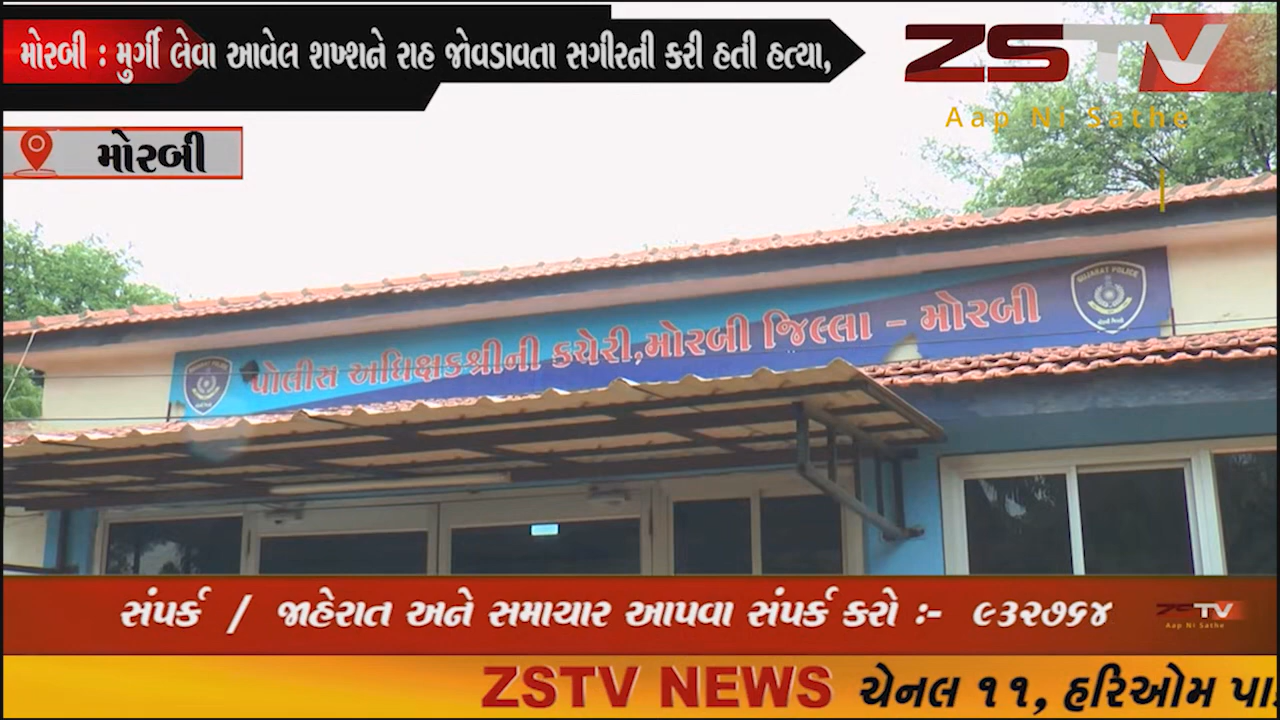 મોરબી : મુર્ગી લેવા આવેલ શખ્શને રાહ જોવડાવતા સગીરની કરી હતી હત્યા,
ZSTV
Aap Ni Sathe
મોરબી
પોલીસ અધિક્ષકશ્રીની કચેરી,મોરબી જિલ્લા - મોરબી
GUJARAT POLICE
સંપર્ક / જાહેરાત અને સમાચાર આપવા સંપર્ક કરો :- ૯૩૨૭૬૪
ZSTV
Aap Ni Sathe
ZSTV NEWS ચેનલ ૧૧, હરિઓમ